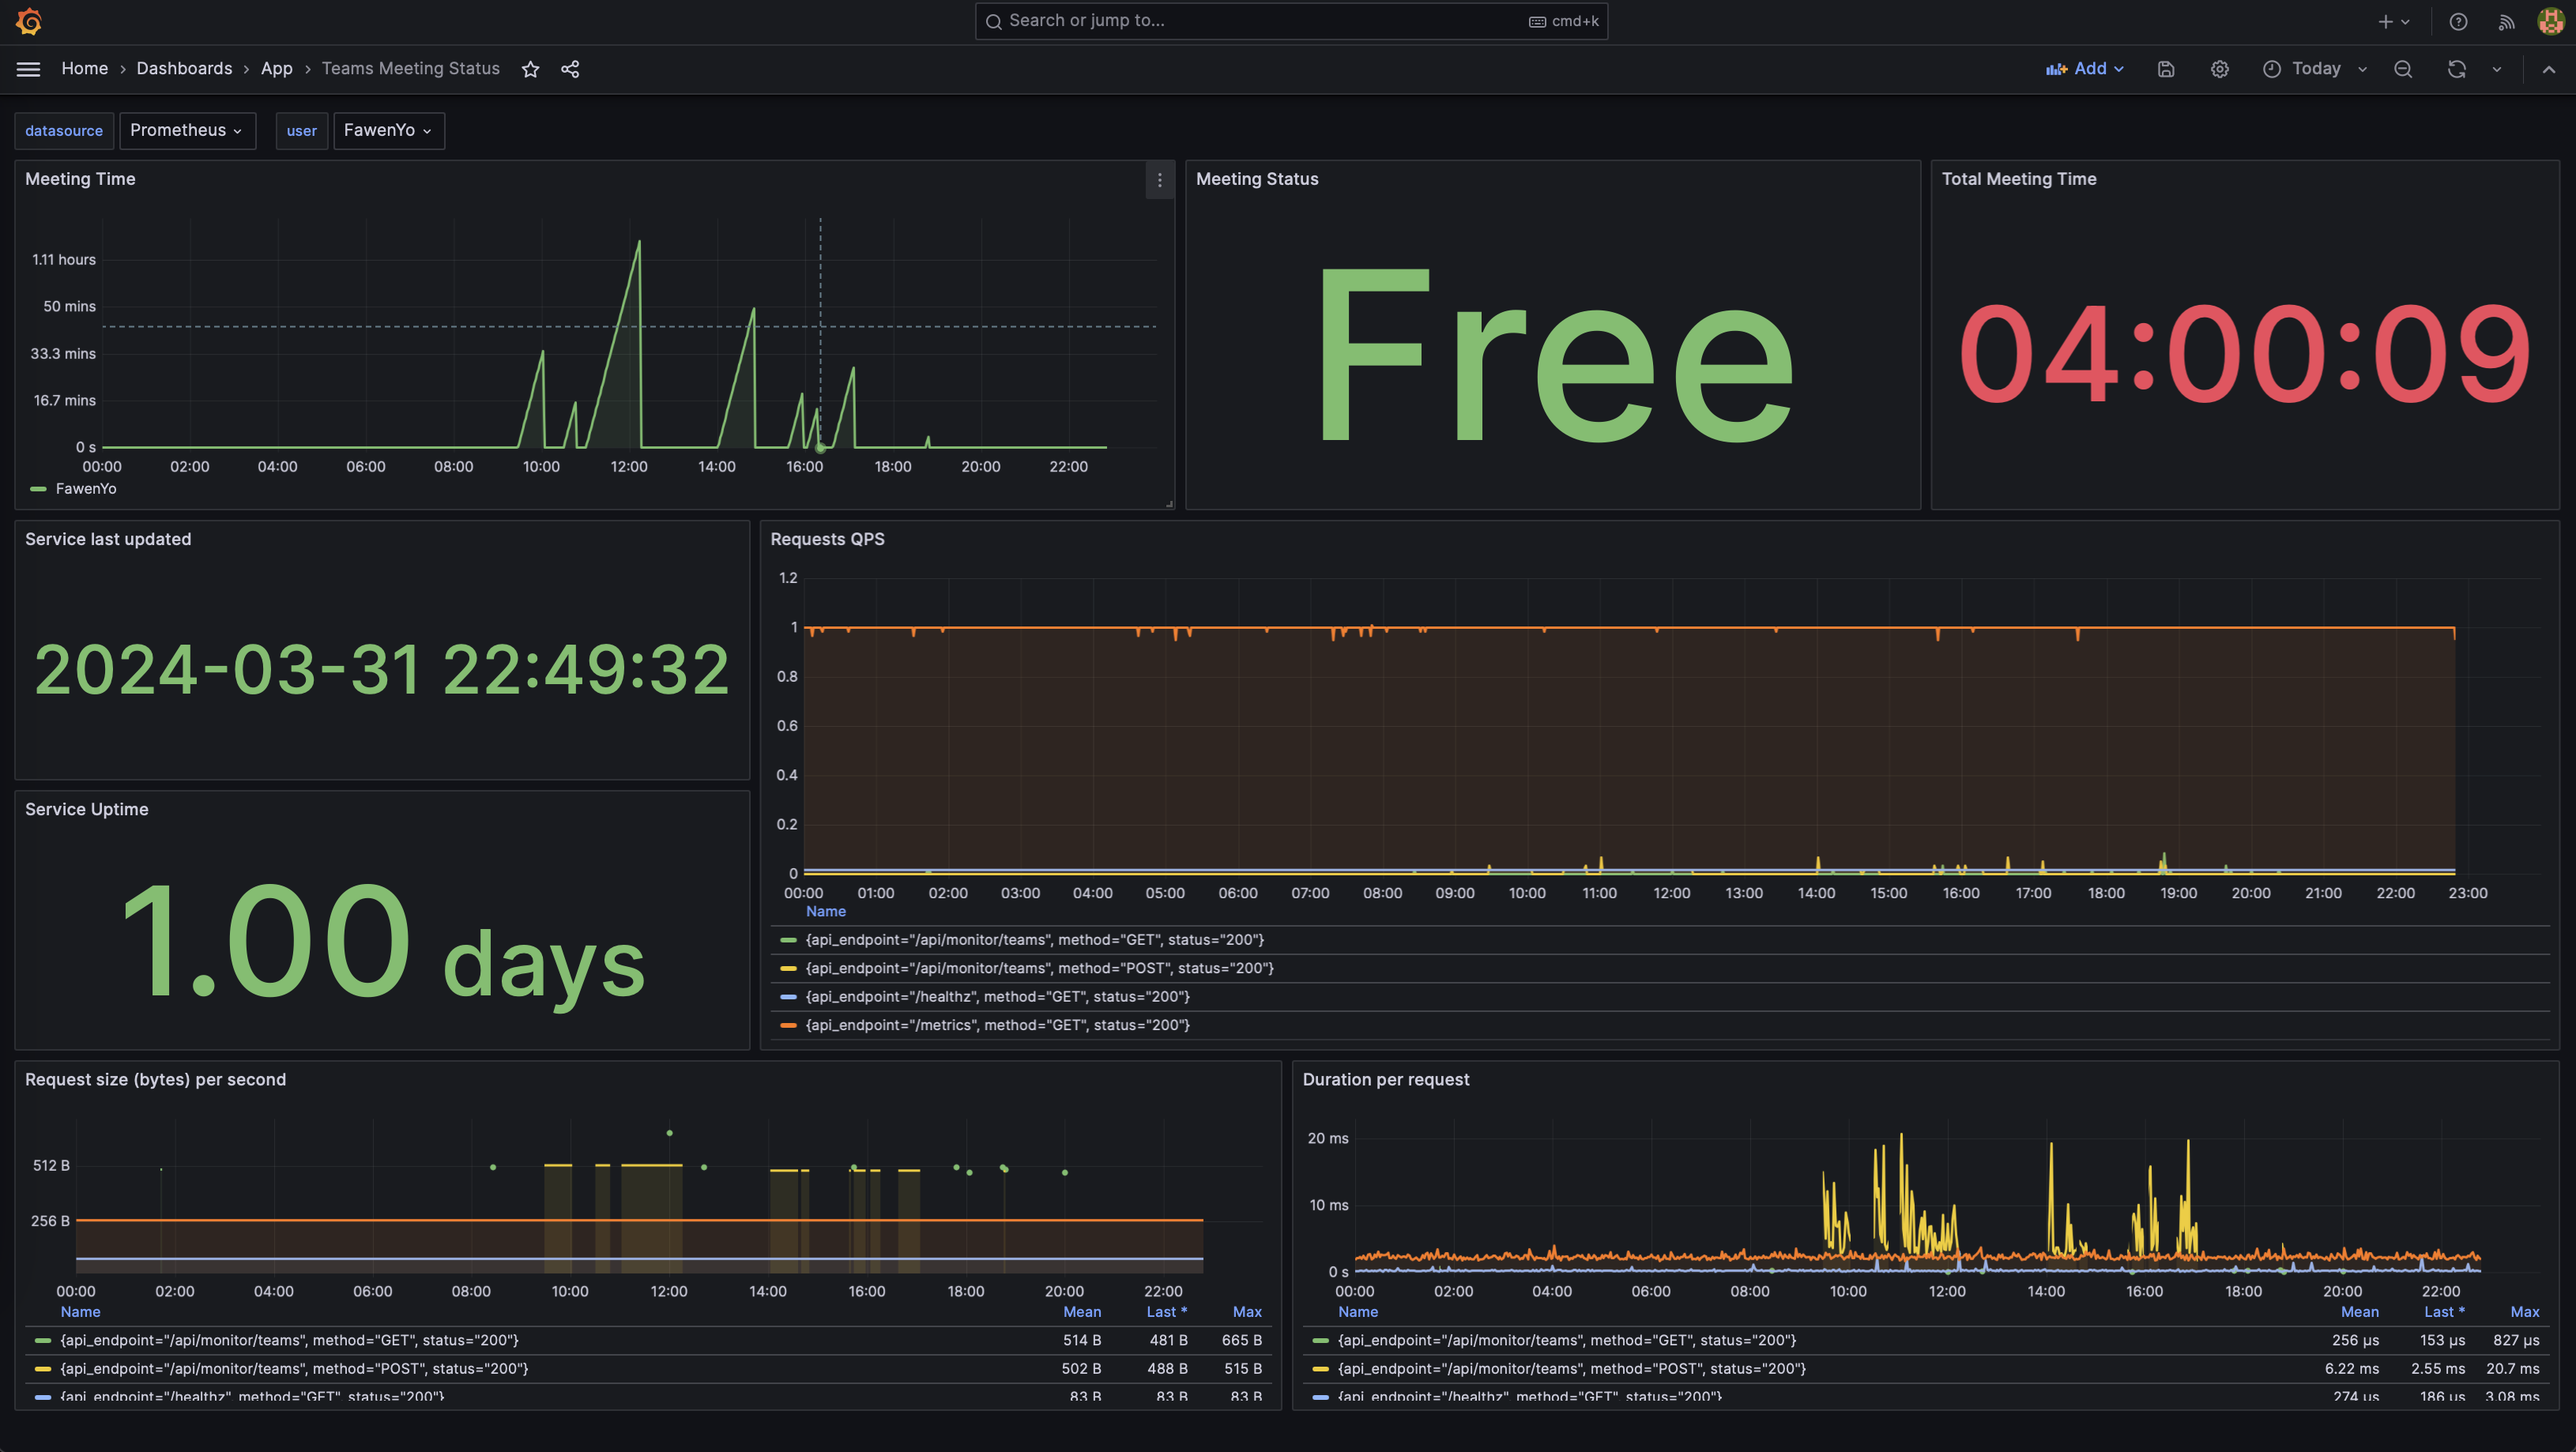 Search or jump to... cmd+k
Home › Dashboards › App › Teams Meeting Status Add Today
datasource Prometheus user FawenYo
Meeting Time
1.11 hours
50 mins
33.3 mins
16.7 mins
0 s
00:00 02:00 04:00 06:00 08:00 10:00 12:00 14:00 16:00 18:00 20:00 22:00
FawenYo
Meeting Status
Free
Total Meeting Time
04:00:09
Service last updated
2024-03-31 22:49:32
Service Uptime
1.00 days
Requests QPS
1.2
1
0.8
0.6
0.4
0.2
0
00:00 01:00 02:00 03:00 04:00 05:00 06:00 07:00 08:00 09:00 10:00 11:00 12:00 13:00 14:00 15:00 16:00 17:00 18:00 19:00 20:00 21:00 22:00 23:00
Name
{api_endpoint="/api/monitor/teams", method="GET", status="200"}
{api_endpoint="/api/monitor/teams", method="POST", status="200"}
{api_endpoint="/healthz", method="GET", status="200"}
{api_endpoint="/metrics", method="GET", status="200"}
Request size (bytes) per second
512 B
256 B
00:00 02:00 04:00 06:00 08:00 10:00 12:00 14:00 16:00 18:00 20:00 22:00
Name Mean Last * Max
{api_endpoint="/api/monitor/teams", method="GET", status="200"} 514 B 481 B 665 B
{api_endpoint="/api/monitor/teams", method="POST", status="200"} 502 B 488 B 515 B
{api_endpoint="/healthz", method="GET", status="200"} 83 B 83 B 83 B
Duration per request
20 ms
10 ms
0 s
00:00 02:00 04:00 06:00 08:00 10:00 12:00 14:00 16:00 18:00 20:00 22:00
Name Mean Last * Max
{api_endpoint="/api/monitor/teams", method="GET", status="200"} 256 µs 153 µs 827 µs
{api_endpoint="/api/monitor/teams", method="POST", status="200"} 6.22 ms 2.55 ms 20.7 ms
{api_endpoint="/healthz", method="GET", status="200"} 274 µs 186 µs 3.08 ms